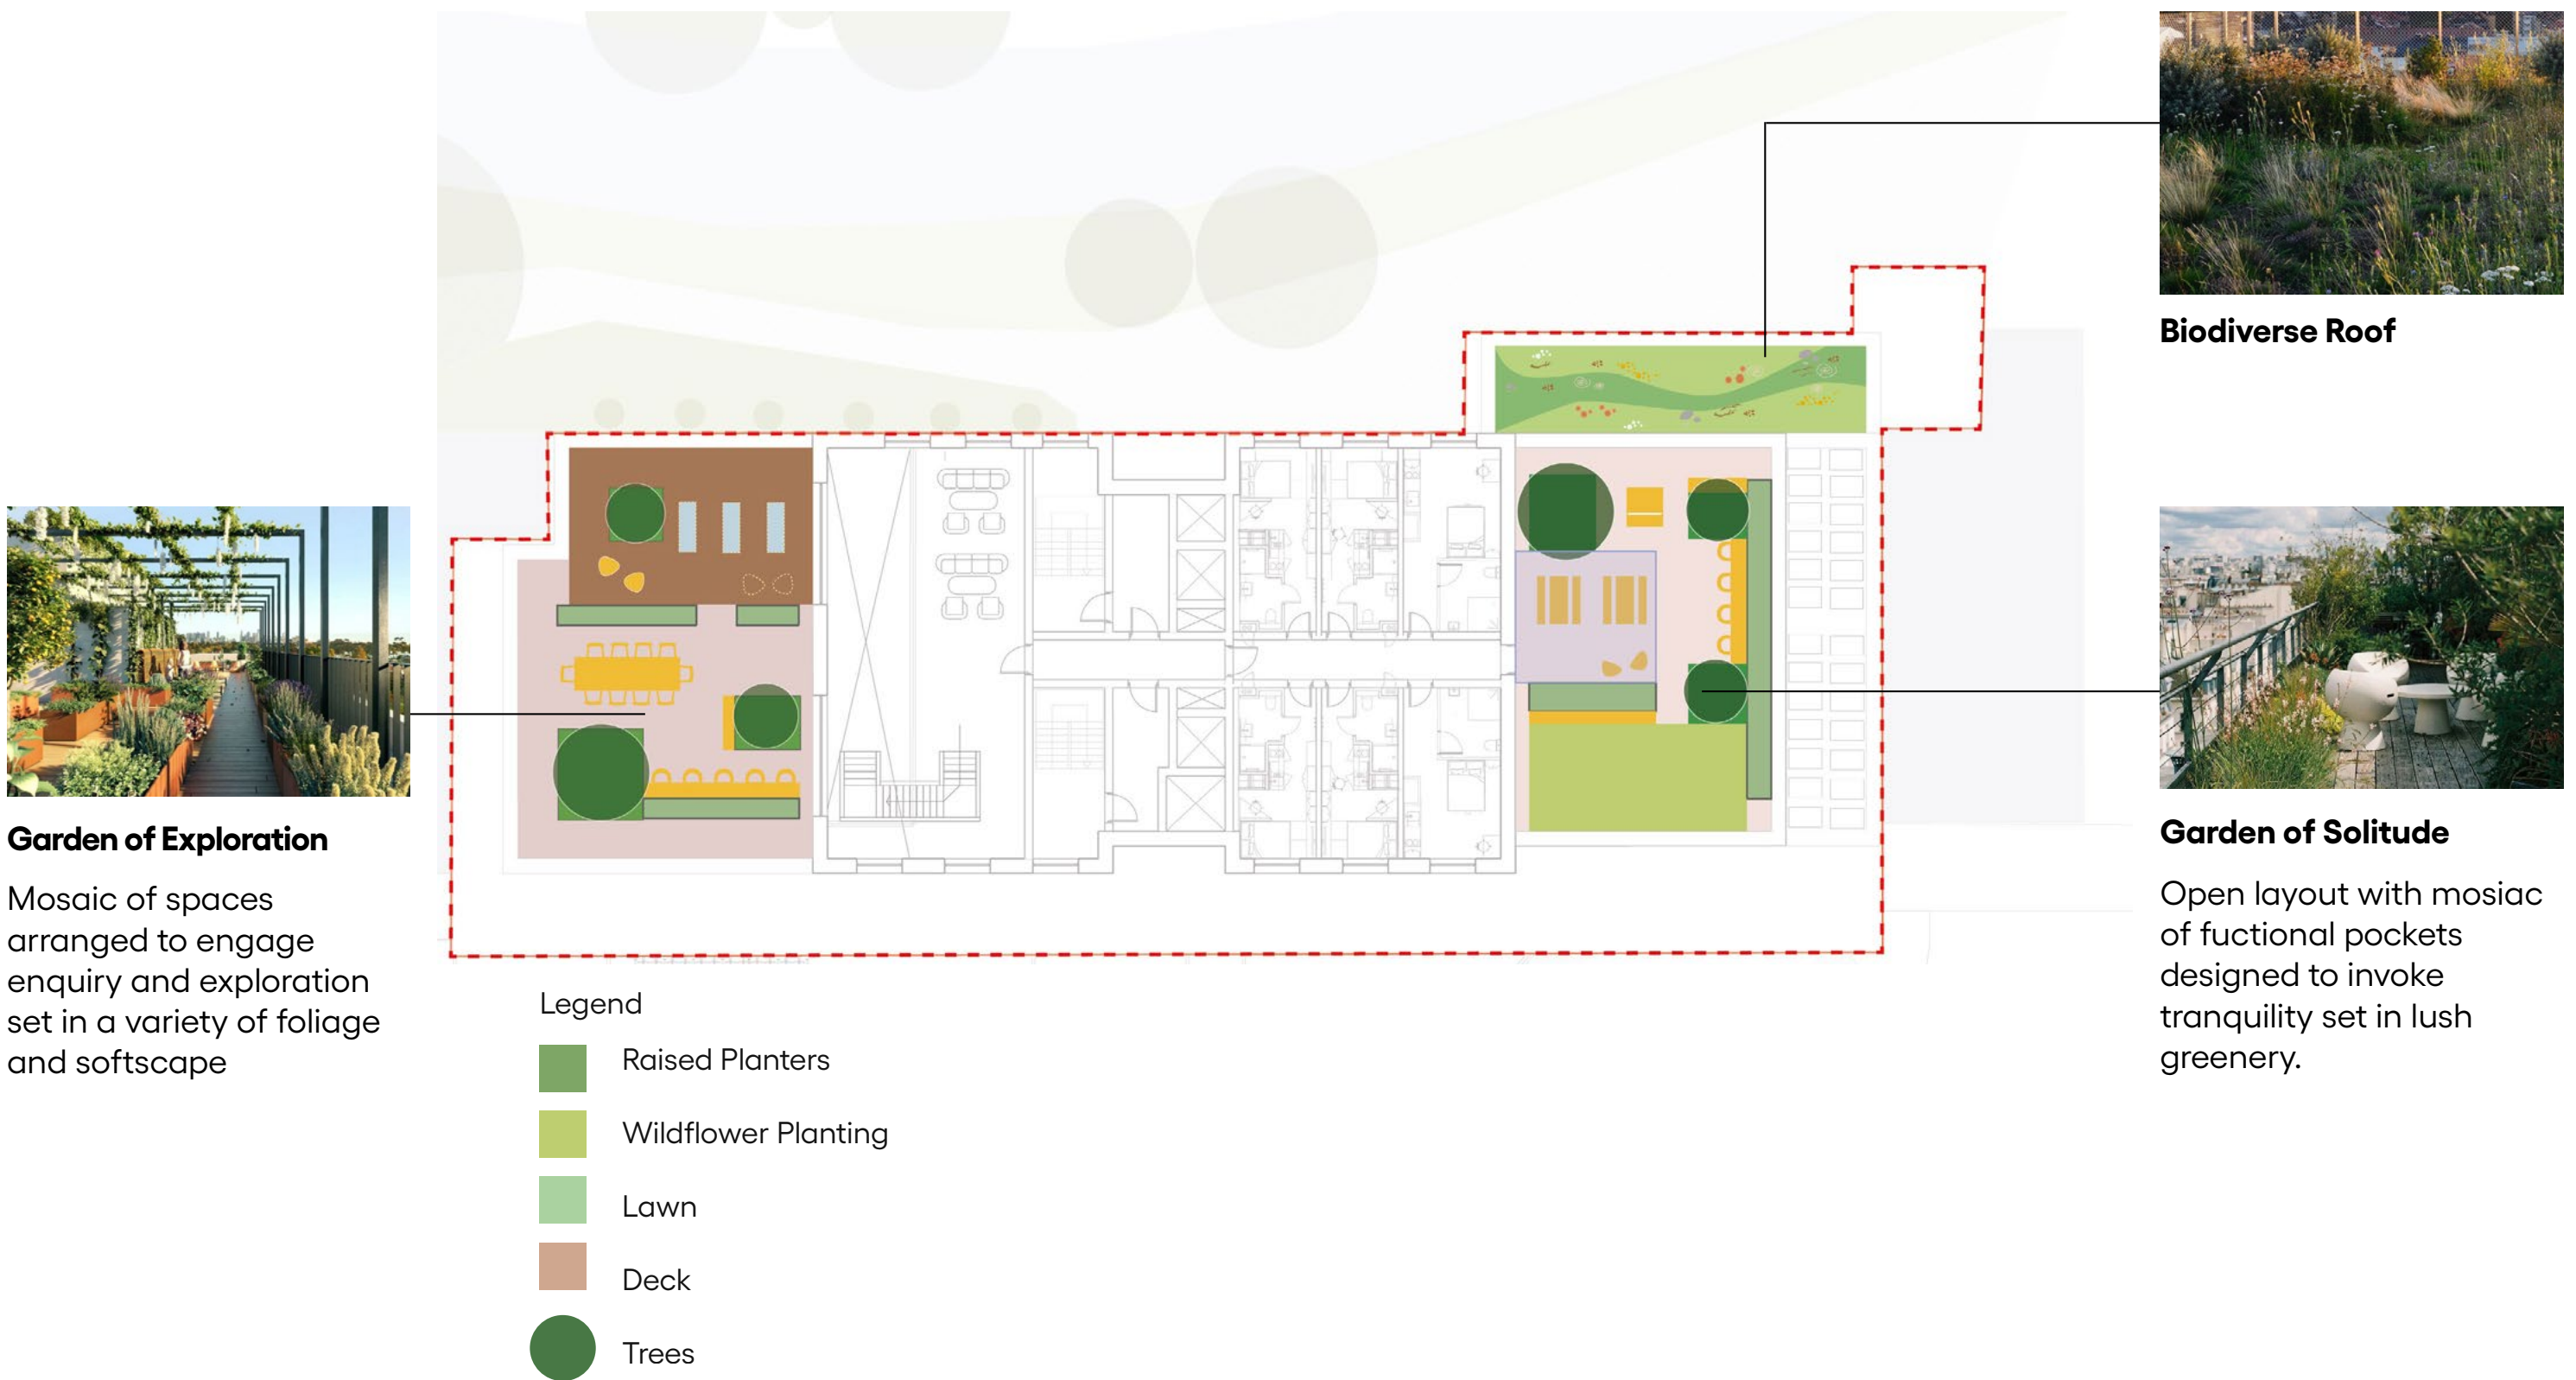 Biodiverse Roof
Garden of Exploration
Mosaic of spaces
arranged to engage
enquiry and exploration
set in a variety of foliage
and softscape
Garden of Solitude
Open layout with mosiac
of fuctional pockets
designed to invoke
tranquility set in lush
greenery.
Legend
Raised Planters
Wildflower Planting
Lawn
Deck
Trees